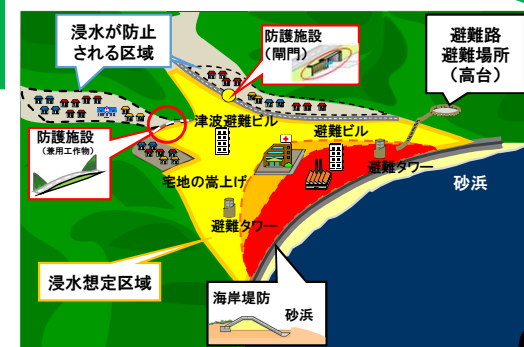 浸水が防止
される区域
防護施設
（閘門）
避難路
避難場所
（高台）
津波避難ビル
避難ビル
防護施設
（兼用工作物）
避難タワー
宅地の嵩上げ
砂浜
避難タワー
浸水想定区域
海岸堤防
砂浜